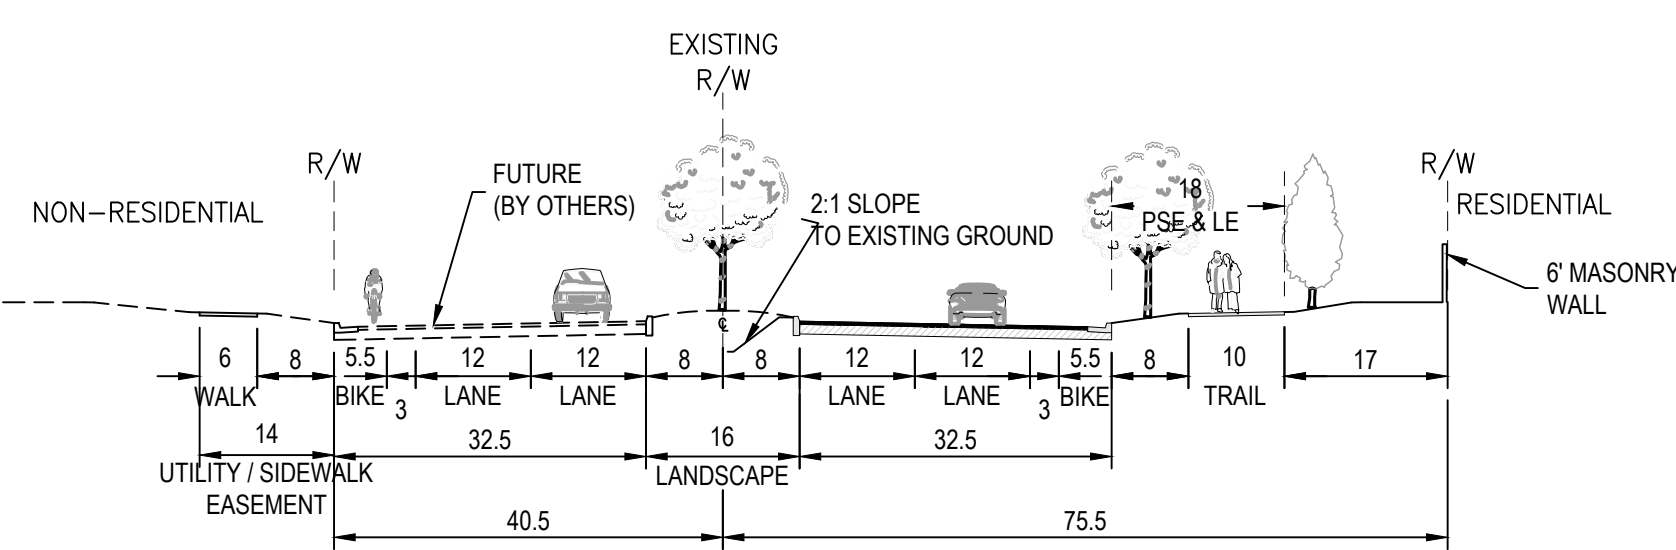 EXISTING
R/W
R/W
R/W
NON-RESIDENTIAL
FUTURE
(BY OTHERS)
2:1 SLOPE
TO EXISTING GROUND
18
PSE & LE
RESIDENTIAL
6' MASONRY
WALL
℄
6 8 5.5 12 12 8 8 12 12 5.5 8 10 17
WALK BIKE 3 LANE LANE LANE LANE 3 BIKE TRAIL
14 32.5 16 32.5
UTILITY / SIDEWALK
EASEMENT
LANDSCAPE
40.5 75.5